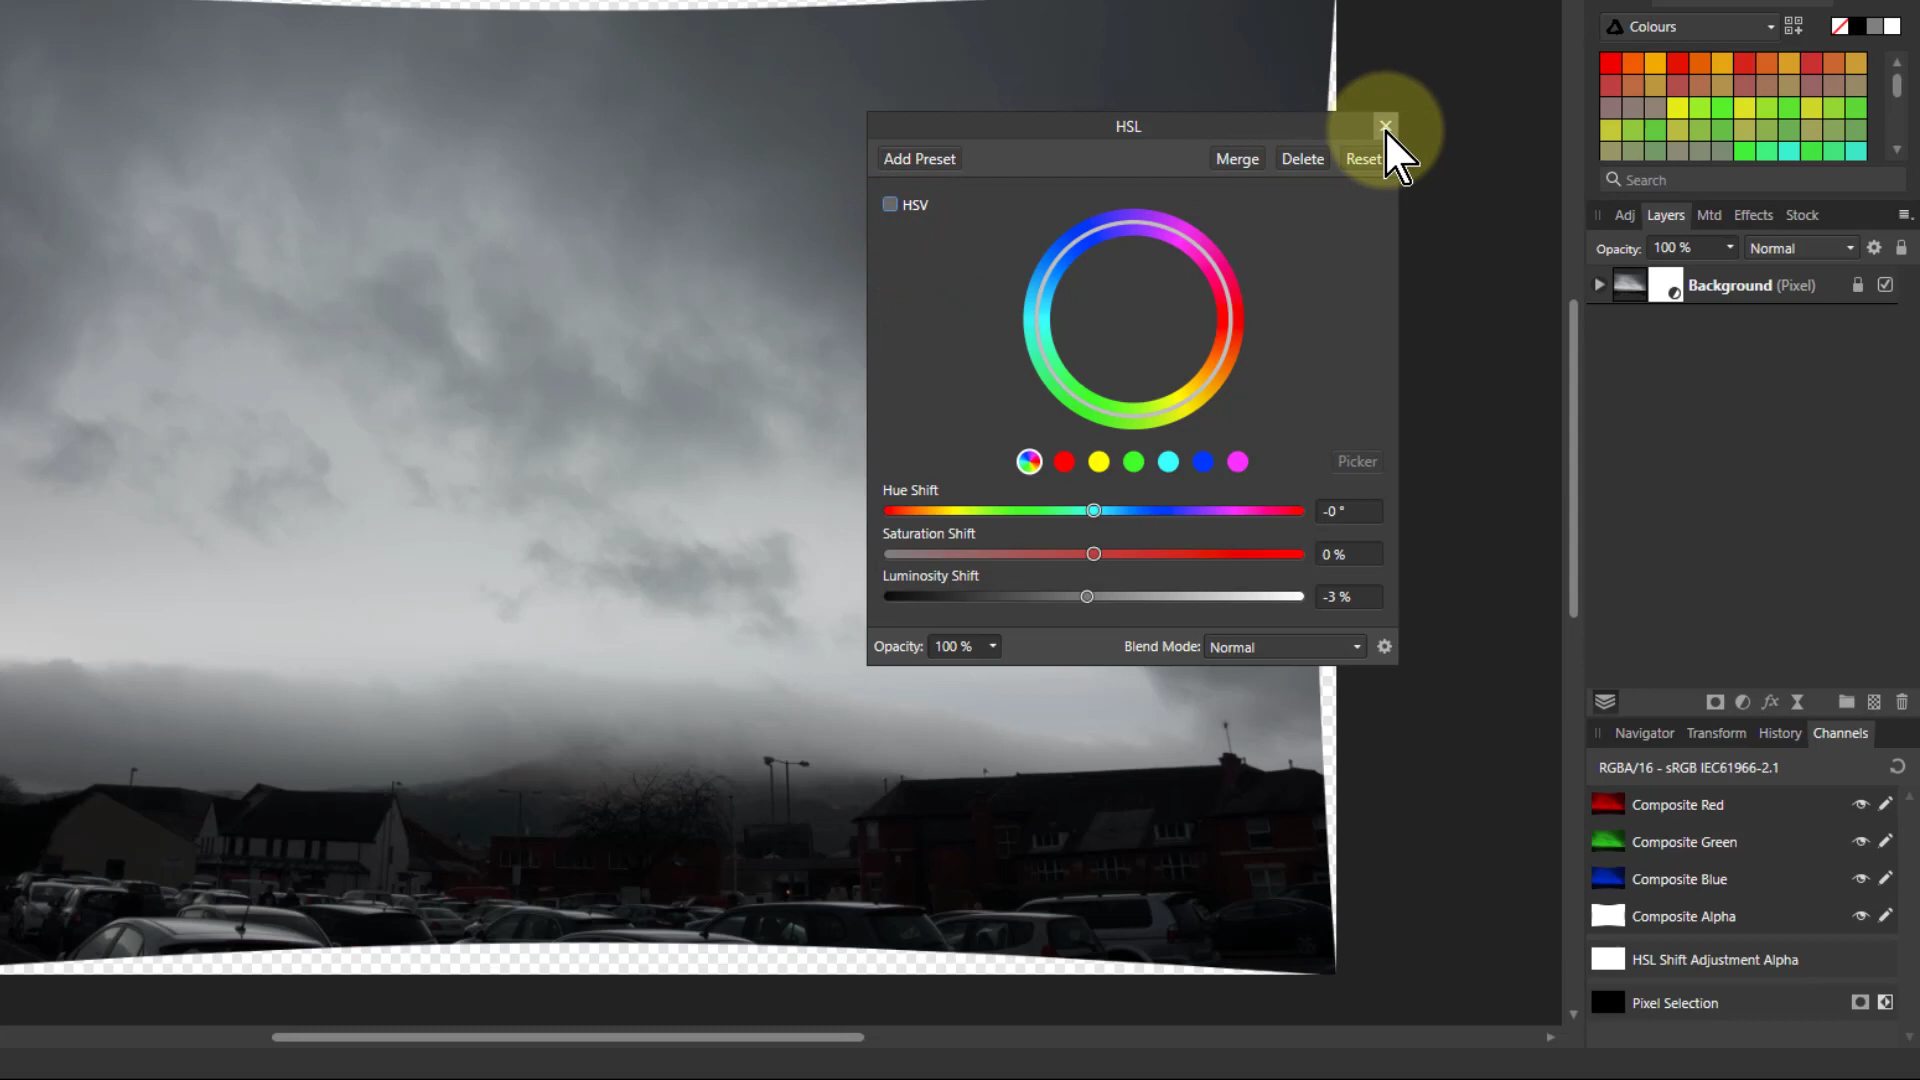 Colours
HSL
Add Preset
Merge
Delete
Reset
Search
HSV
Adj
Layers
Mtd
Effects
Stock
Opacity:
100 %
Normal
Background (Pixel)
Picker
Hue Shift
-0 °
Saturation Shift
0 %
Luminosity Shift
-3 %
Opacity:
100 %
Blend Mode:
Normal
fx
Navigator
Transform
History
Channels
RGBA/16 - sRGB IEC61966-2.1
Composite Red
Composite Green
Composite Blue
Composite Alpha
HSL Shift Adjustment Alpha
Pixel Selection